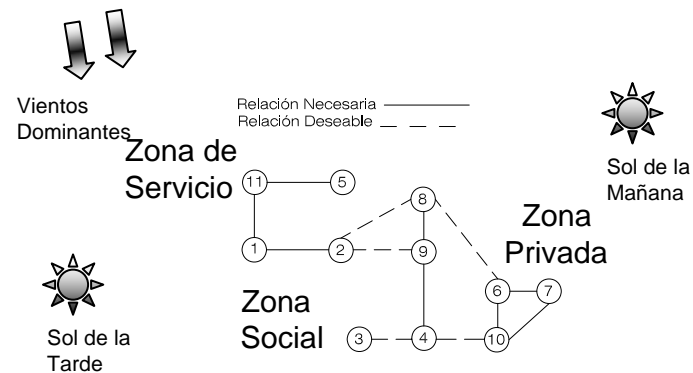 Vientos
Dominantes
Relación Necesaria
Relación Deseable
Zona de
Servicio
Sol de la
Mañana
11
5
8
Zona
Privada
1
2
9
6
7
Zona
Social
3
4
10
Sol de la
Tarde